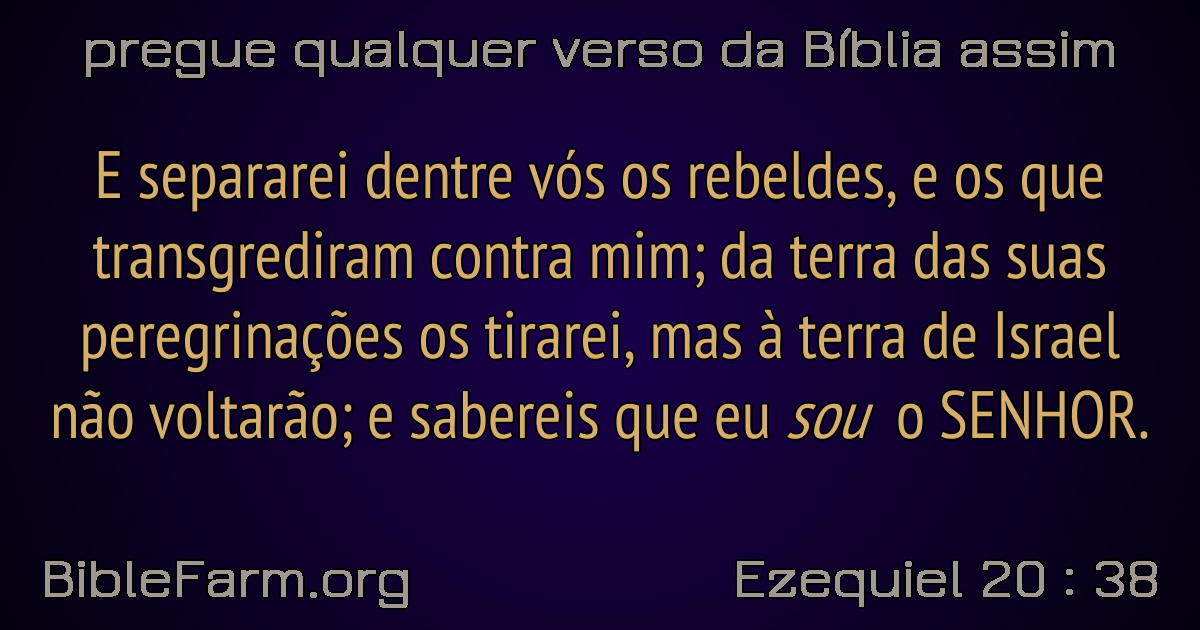 pregue qualquer verso da Bíblia assim
E separarei dentre vós os rebeldes, e os que
transgrediram contra mim; da terra das suas
peregrinações os tirarei, mas à terra de Israel
não voltarão; e sabereis que eu sou o SENHOR.
BibleFarm.org
Ezequiel 20 : 38